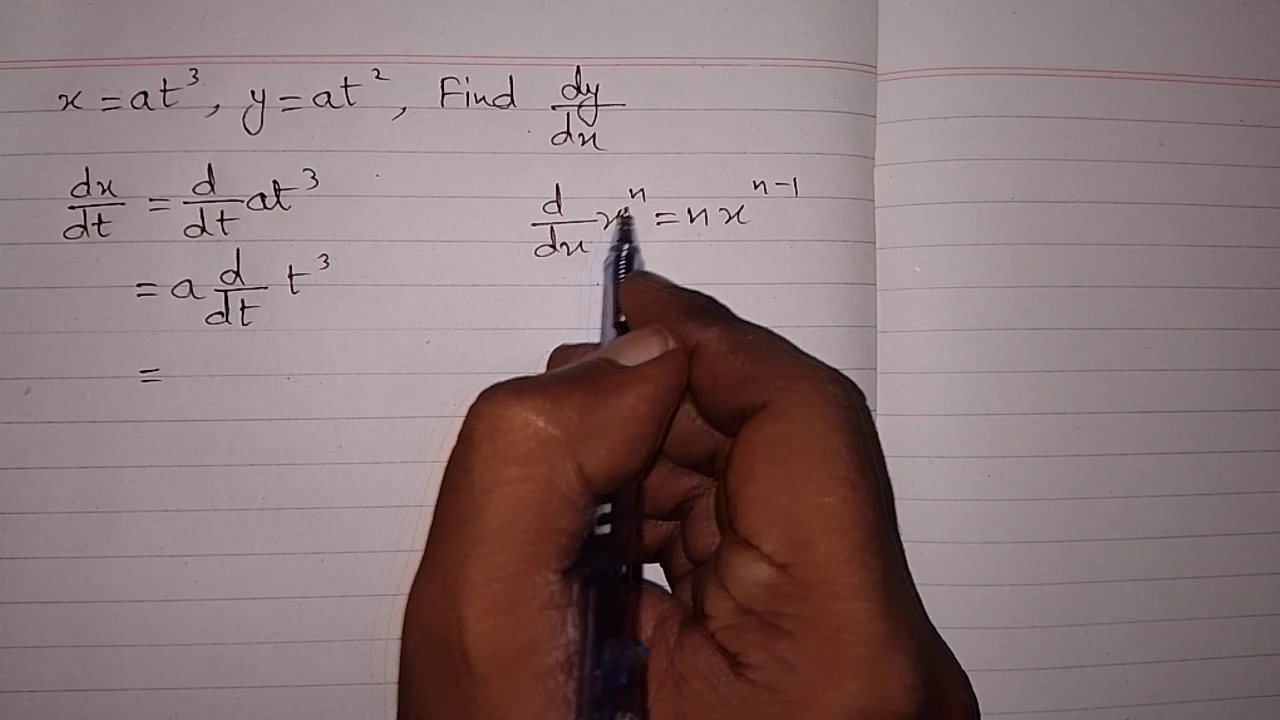 x = at³, y = at², Find dy/dx
dx/dt = d/dt at³
d/dx xⁿ = nxⁿ⁻¹
= a d/dt t³
=